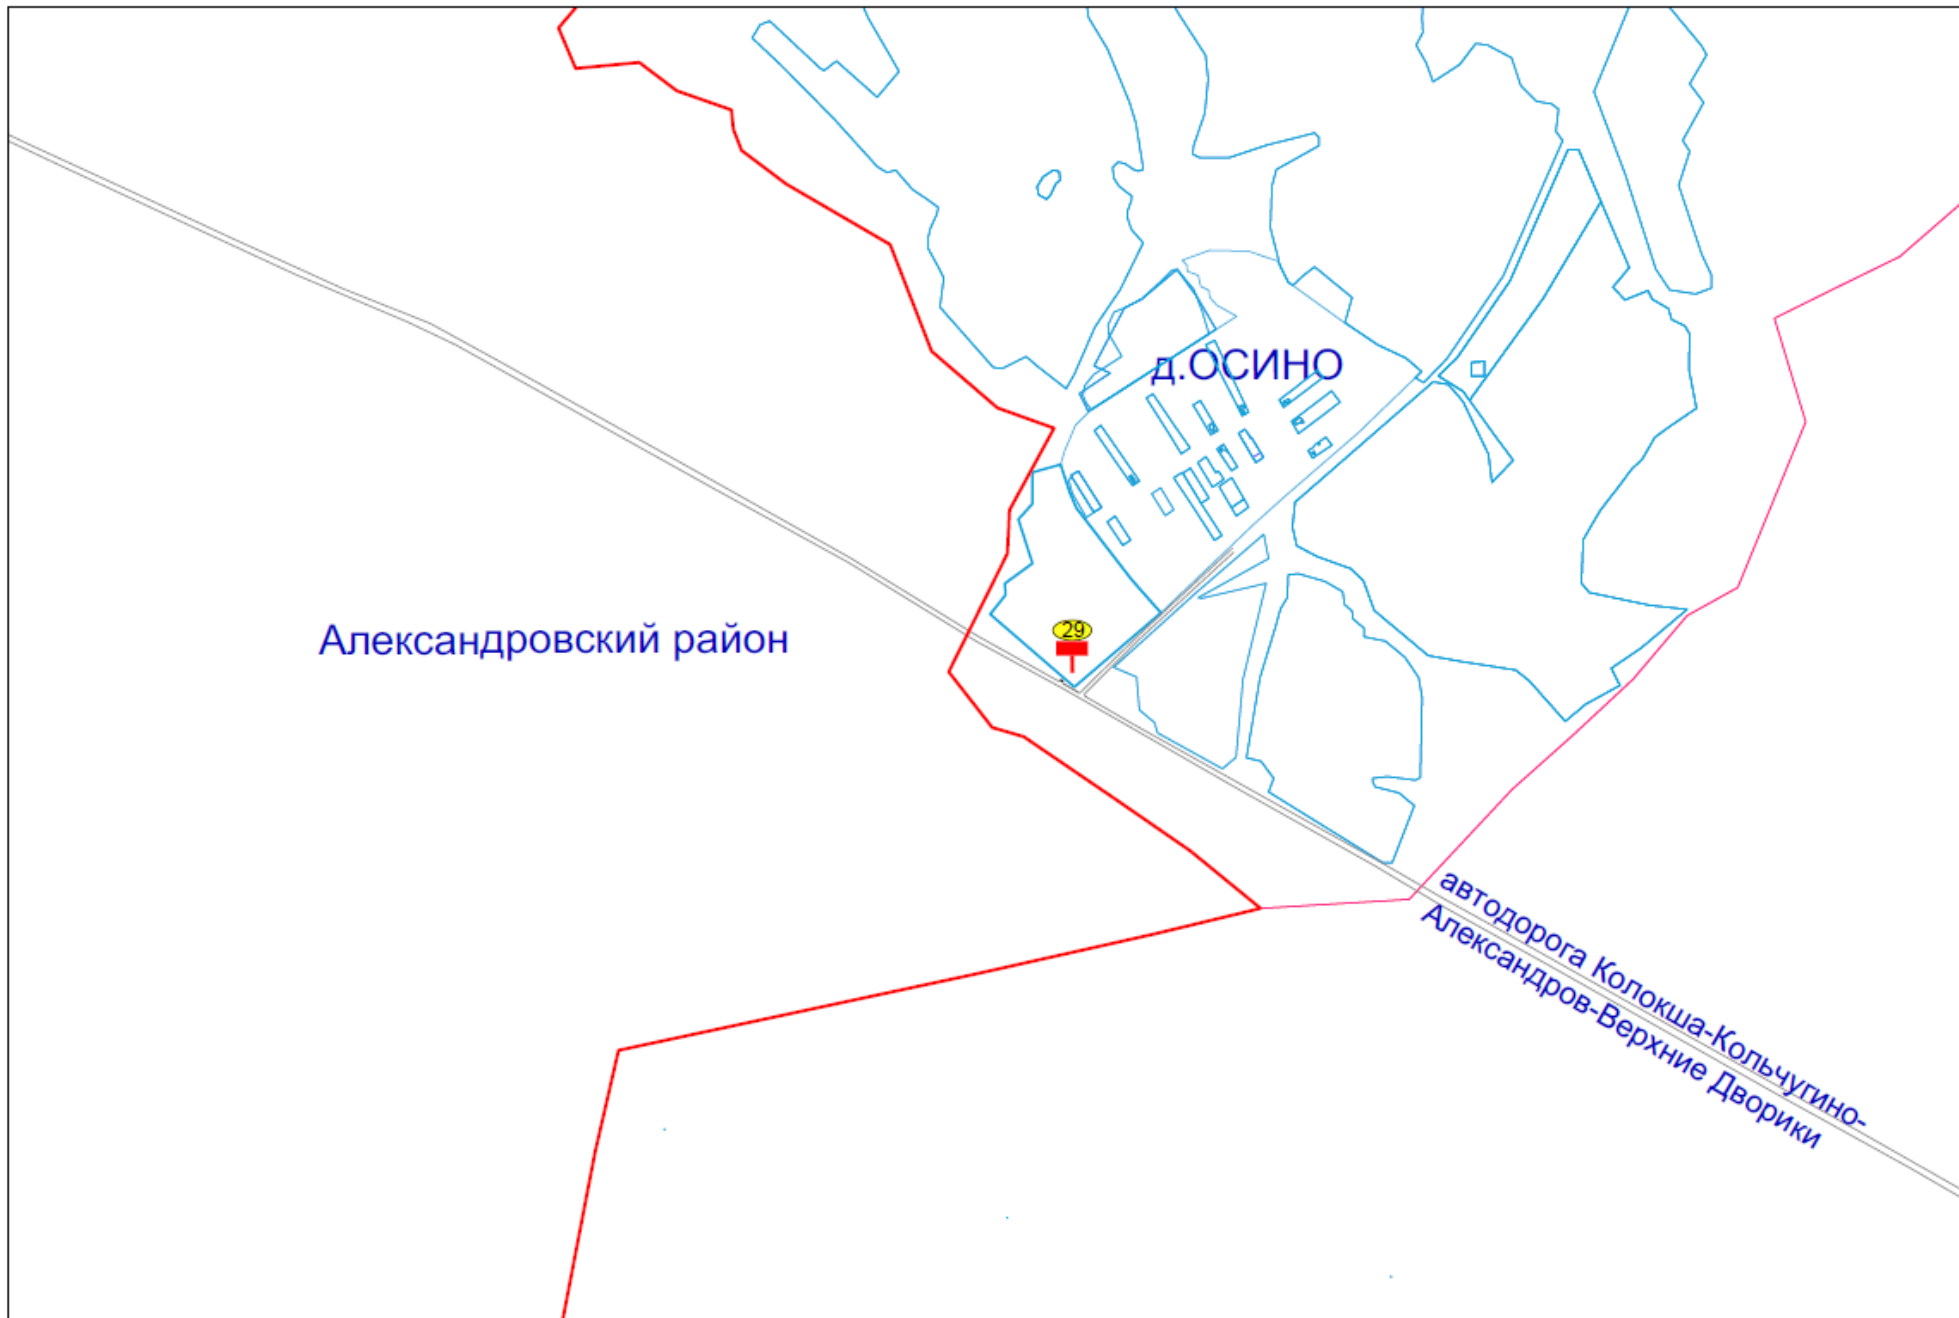 д.ОСИНО
29
Александровский район
автодорога Колокша-Кольчугино-
Александров-Верхние Дворики